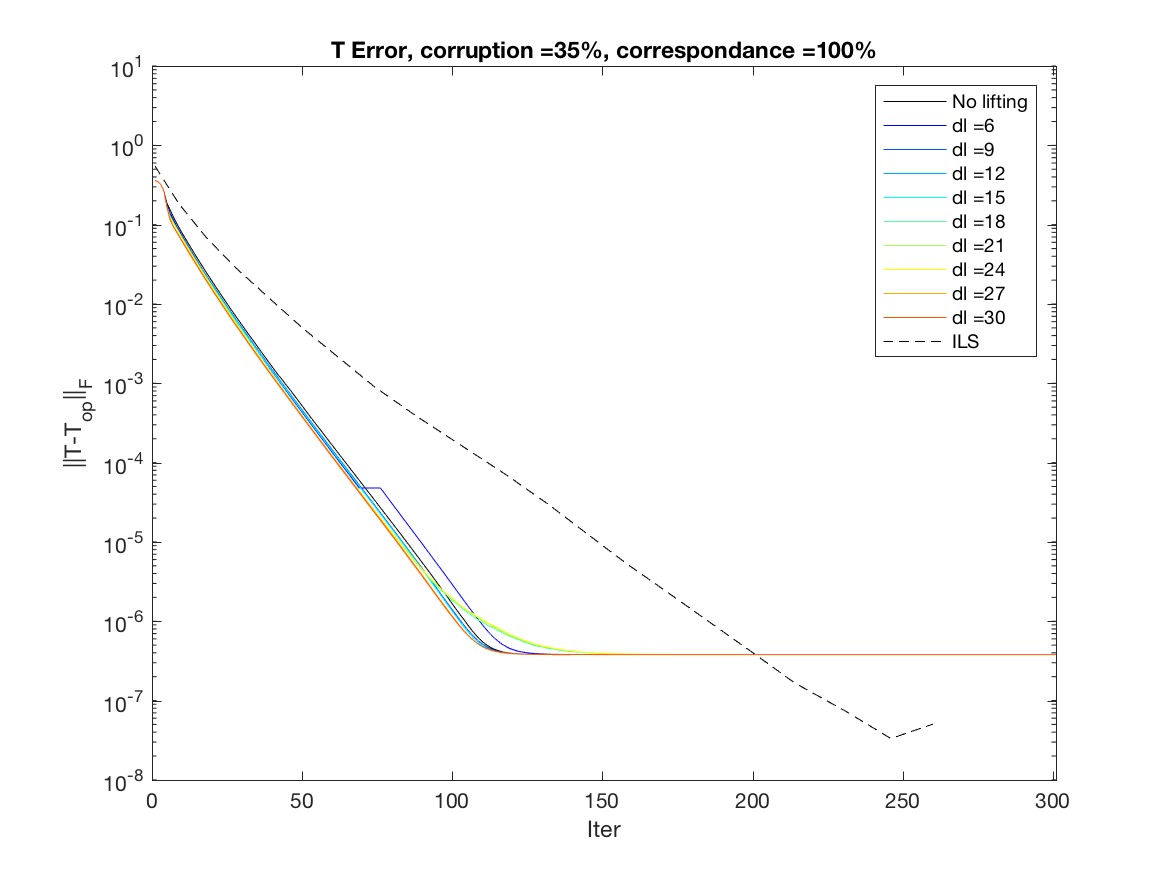 T Error, corruption =35%, correspondance =100%
10^1
10^0
10^-1
10^-2
10^-3
10^-4
10^-5
10^-6
10^-7
10^-8
||T-T_op||_F
No lifting
dl =6
dl =9
dl =12
dl =15
dl =18
dl =21
dl =24
dl =27
dl =30
ILS
0 50 100 150 200 250 300
Iter